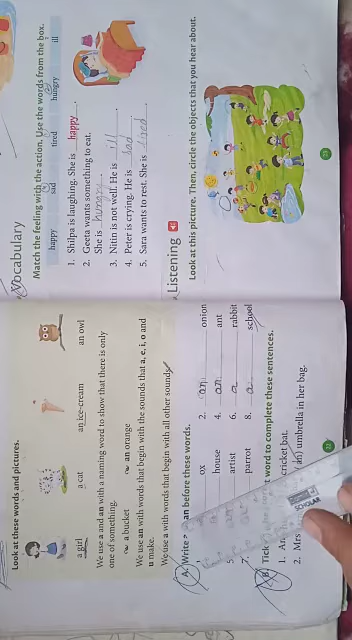 Look at these words and pictures.
a girl a cat an ice-cream an owl
We use a and an with a naming word to show that there is only
one of something.
a bucket an orange
We use an with words that begin with the sounds that a, e, i, o and
u make.
We use a with words that begin with all other sounds.
A. Write a an before these words.
ox 2. an onion
house 4. an ant
5 artist 6. a rabbit
7. parrot 8. a school
B. Tick word to complete these sentences.
1. cricket bat.
2. Mrs an) umbrella in her bag.
SCHOLAR
22
Vocabulary
Match the feeling with the action. Use the words from the box.
happy sad tired hungry ill
1. Shilpa is laughing. She is happy.
2. Geeta wants something to eat.
She is hungry.
3. Nitin is not well. He is ill.
4. Peter is crying. He is sad.
5. Sara wants to rest. She is tired.
Listening
Look at this picture. Then, circle the objects that you hear about.
23